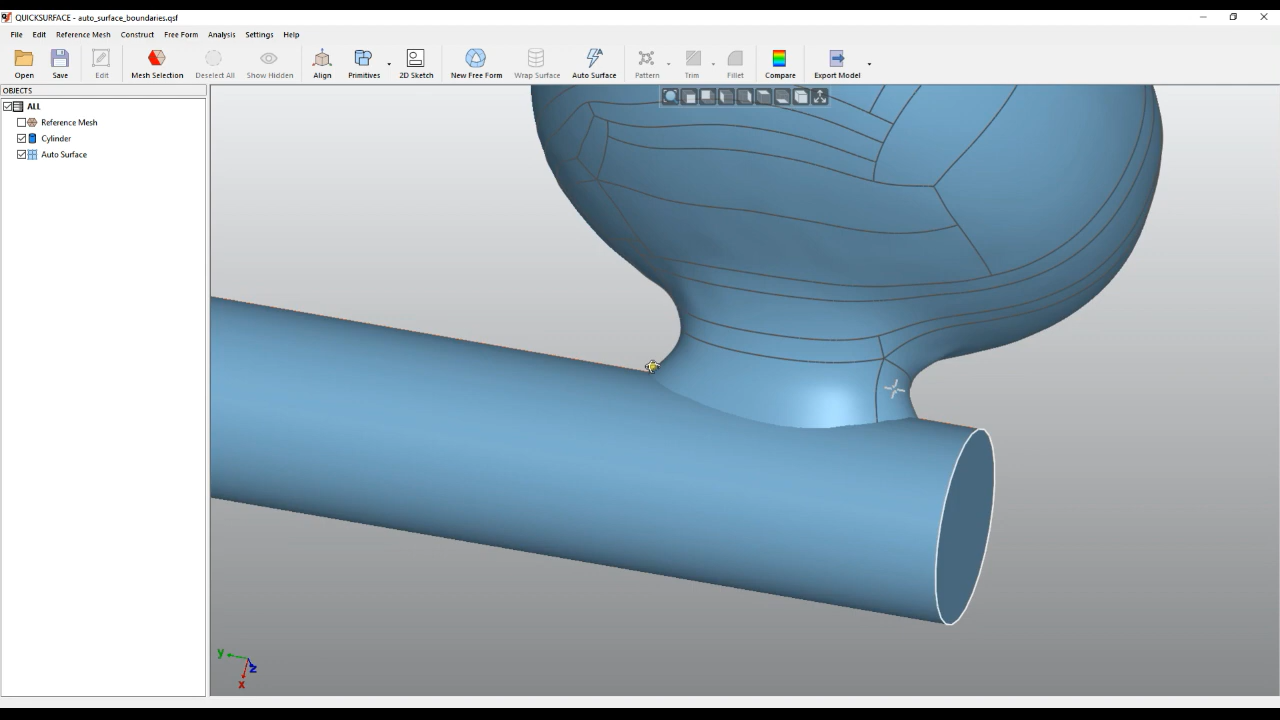 QUICKSURFACE - auto_surface_boundaries.qsf
File Edit Reference Mesh Construct Free Form Analysis Settings Help
Open Save Edit Mesh Selection Deselect All Show Hidden Align Primitives 2D Sketch New Free Form Wrap Surface Auto Surface Pattern Trim Fillet Compare Export Model
OBJECTS
ALL
Reference Mesh
Cylinder
Auto Surface
y
z
x